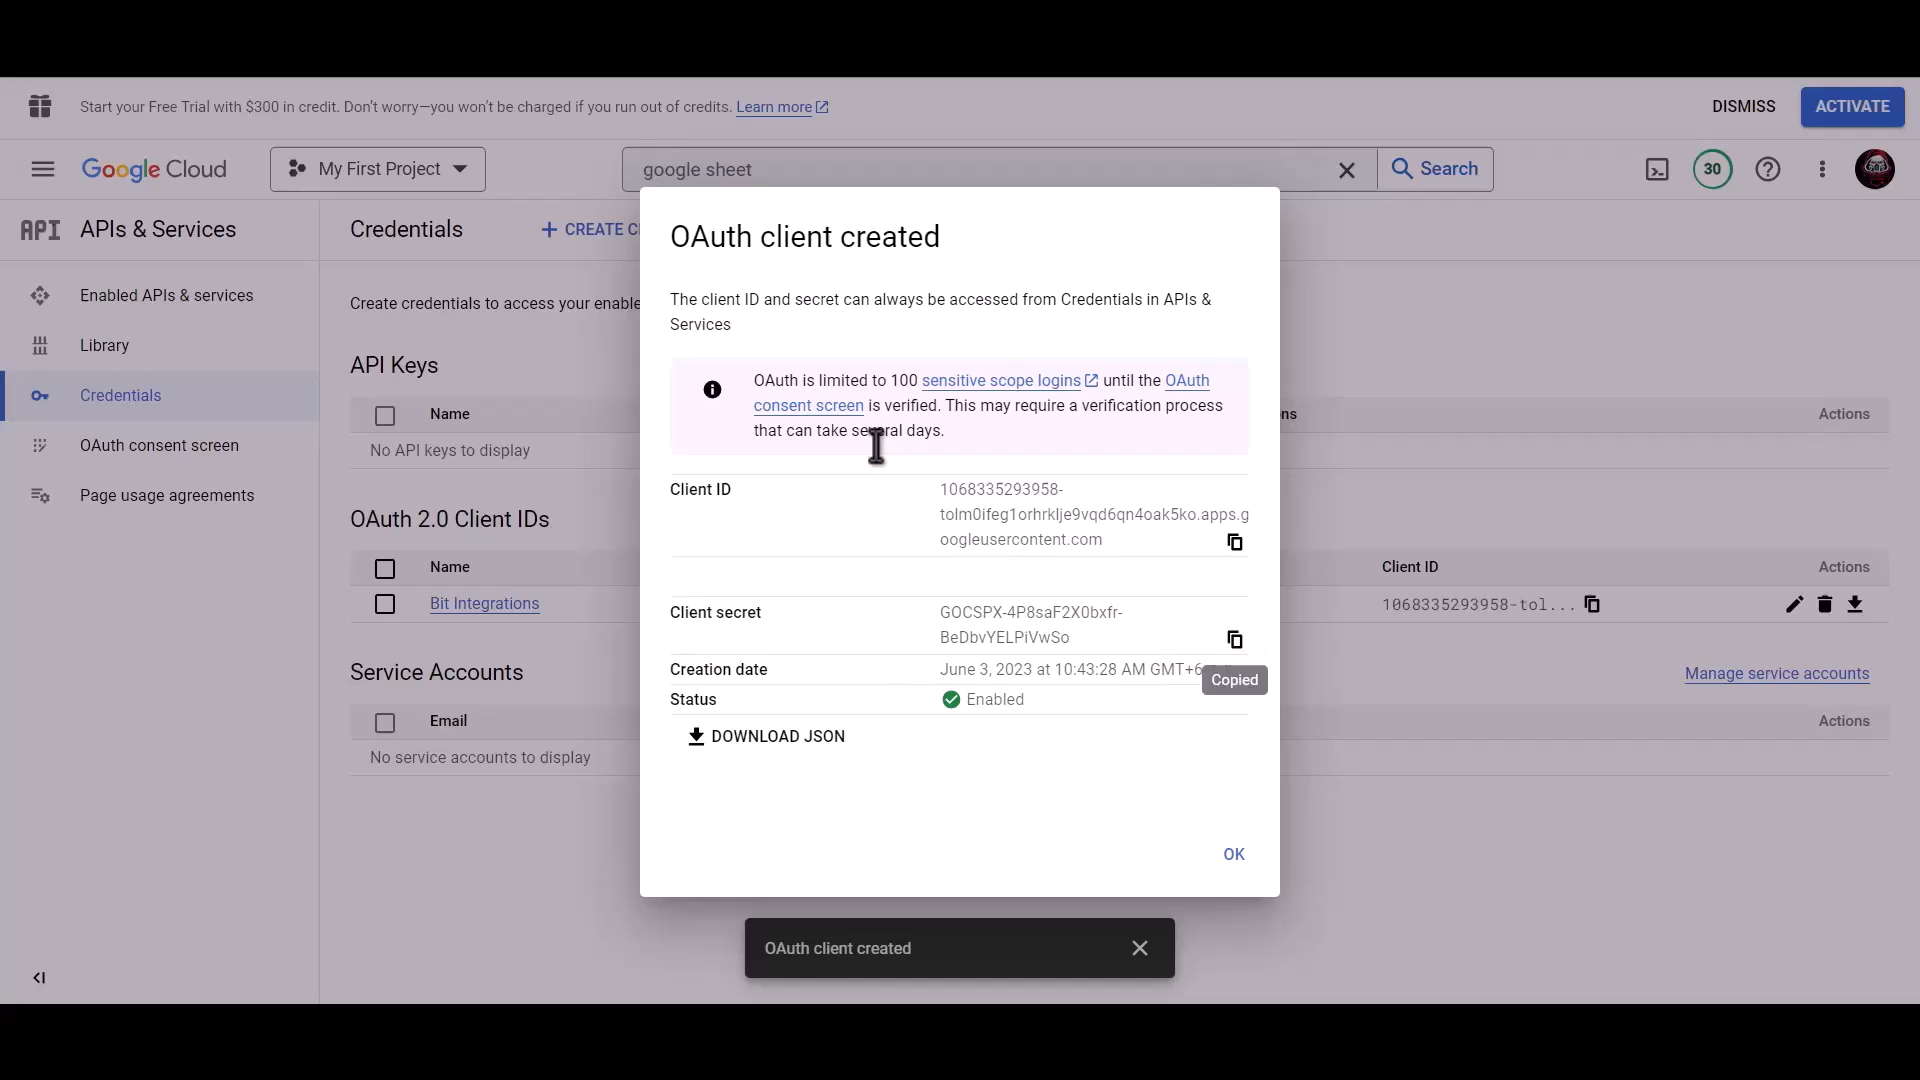 Start your Free Trial with $300 in credit. Don't worry—you won't be charged if you run out of credits. Learn more
DISMISS
ACTIVATE
Google Cloud
My First Project
google sheet
Search
30
API APIs & Services
Credentials
+ CREATE C
Enabled APIs & services
Library
Credentials
OAuth consent screen
Page usage agreements
Create credentials to access your enable
API Keys
Name
Actions
No API keys to display
OAuth 2.0 Client IDs
Name
Client ID
Actions
Bit Integrations
1068335293958-tol...
Service Accounts
Manage service accounts
Email
Actions
No service accounts to display
OAuth client created
The client ID and secret can always be accessed from Credentials in APIs &
Services
OAuth is limited to 100 sensitive scope logins until the OAuth
consent screen is verified. This may require a verification process
that can take several days.
Client ID
1068335293958-
tolm0ifeg1orhrklje9vqd6qn4oak5ko.apps.g
oogleusercontent.com
Client secret
GOCSPX-4P8saF2X0bxfr-
BeDbvYELPiVwSo
Creation date
June 3, 2023 at 10:43:28 AM GMT+6
Copied
Status
Enabled
DOWNLOAD JSON
OK
OAuth client created